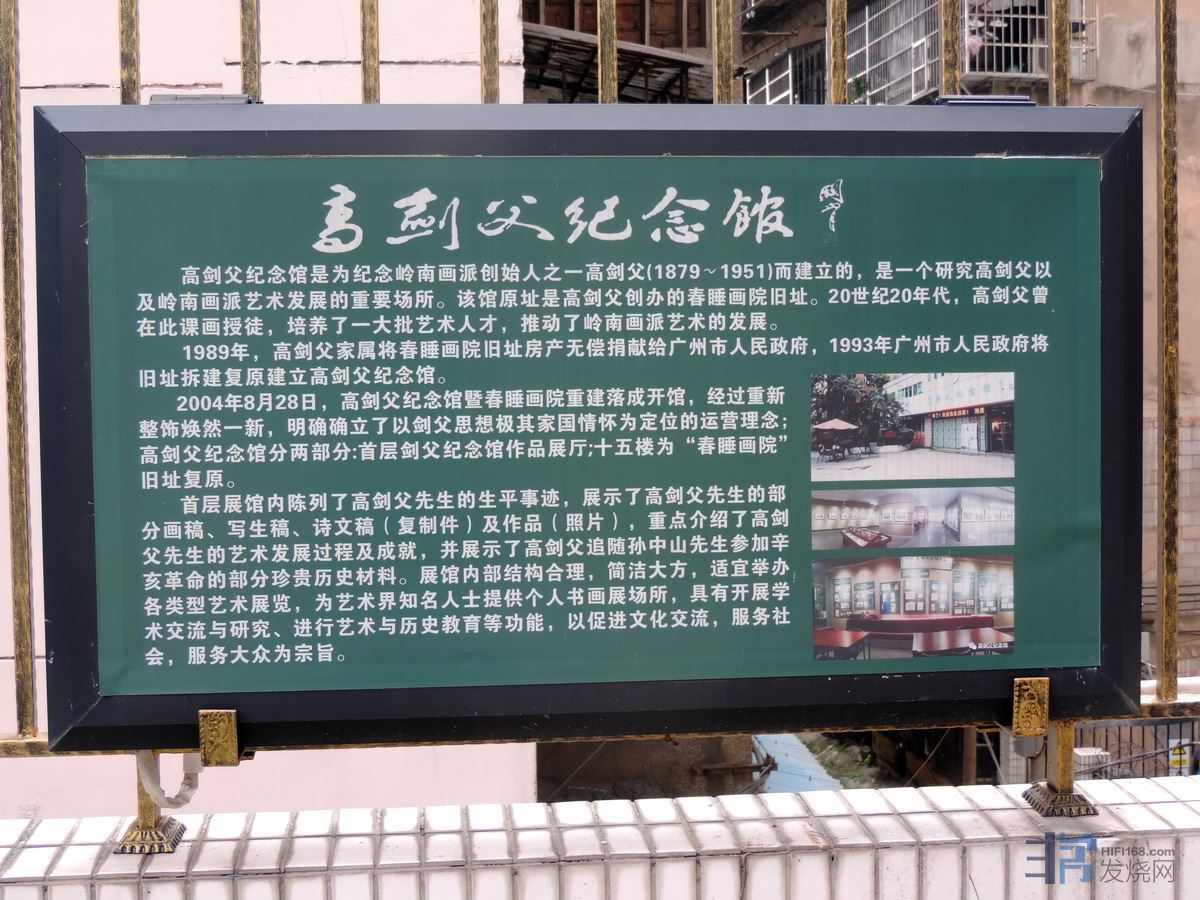 高剑父纪念馆
高剑父纪念馆是为纪念岭南画派创始人之一高剑父(1879～1951)而建立的，是一个研究高剑父以
及岭南画派艺术发展的重要场所。该馆原址是高剑父创办的春睡画院旧址。20世纪20年代，高剑父曾
在此课画授徒，培养了一大批艺术人才，推动了岭南画派艺术的发展。
1989年，高剑父家属将春睡画院旧址房产无偿捐献给广州市人民政府，1993年广州市人民政府将
旧址拆建复原建立高剑父纪念馆。
2004年8月28日，高剑父纪念馆暨春睡画院重建落成开馆，经过重新
整饰焕然一新，明确确立了以剑父思想极其家国情怀为定位的运营理念；
高剑父纪念馆分两部分:首层剑父纪念馆作品展厅;十五楼为“春睡画院”
旧址复原。
首层展馆内陈列了高剑父先生的生平事迹，展示了高剑父先生的部
分画稿、写生稿、诗文稿（复制件）及作品（照片），重点介绍了高剑
父先生的艺术发展过程及成就，并展示了高剑父追随孙中山先生参加辛
亥革命的部分珍贵历史材料。展馆内部结构合理，简洁大方，适宜举办
各类型艺术展览，为艺术界知名人士提供个人书画展场所，具有开展学
术交流与研究、进行艺术与历史教育等功能，以促进文化交流，服务社
会，服务大众为宗旨。
高剑父纪念馆
HIFI168.com
发烧网